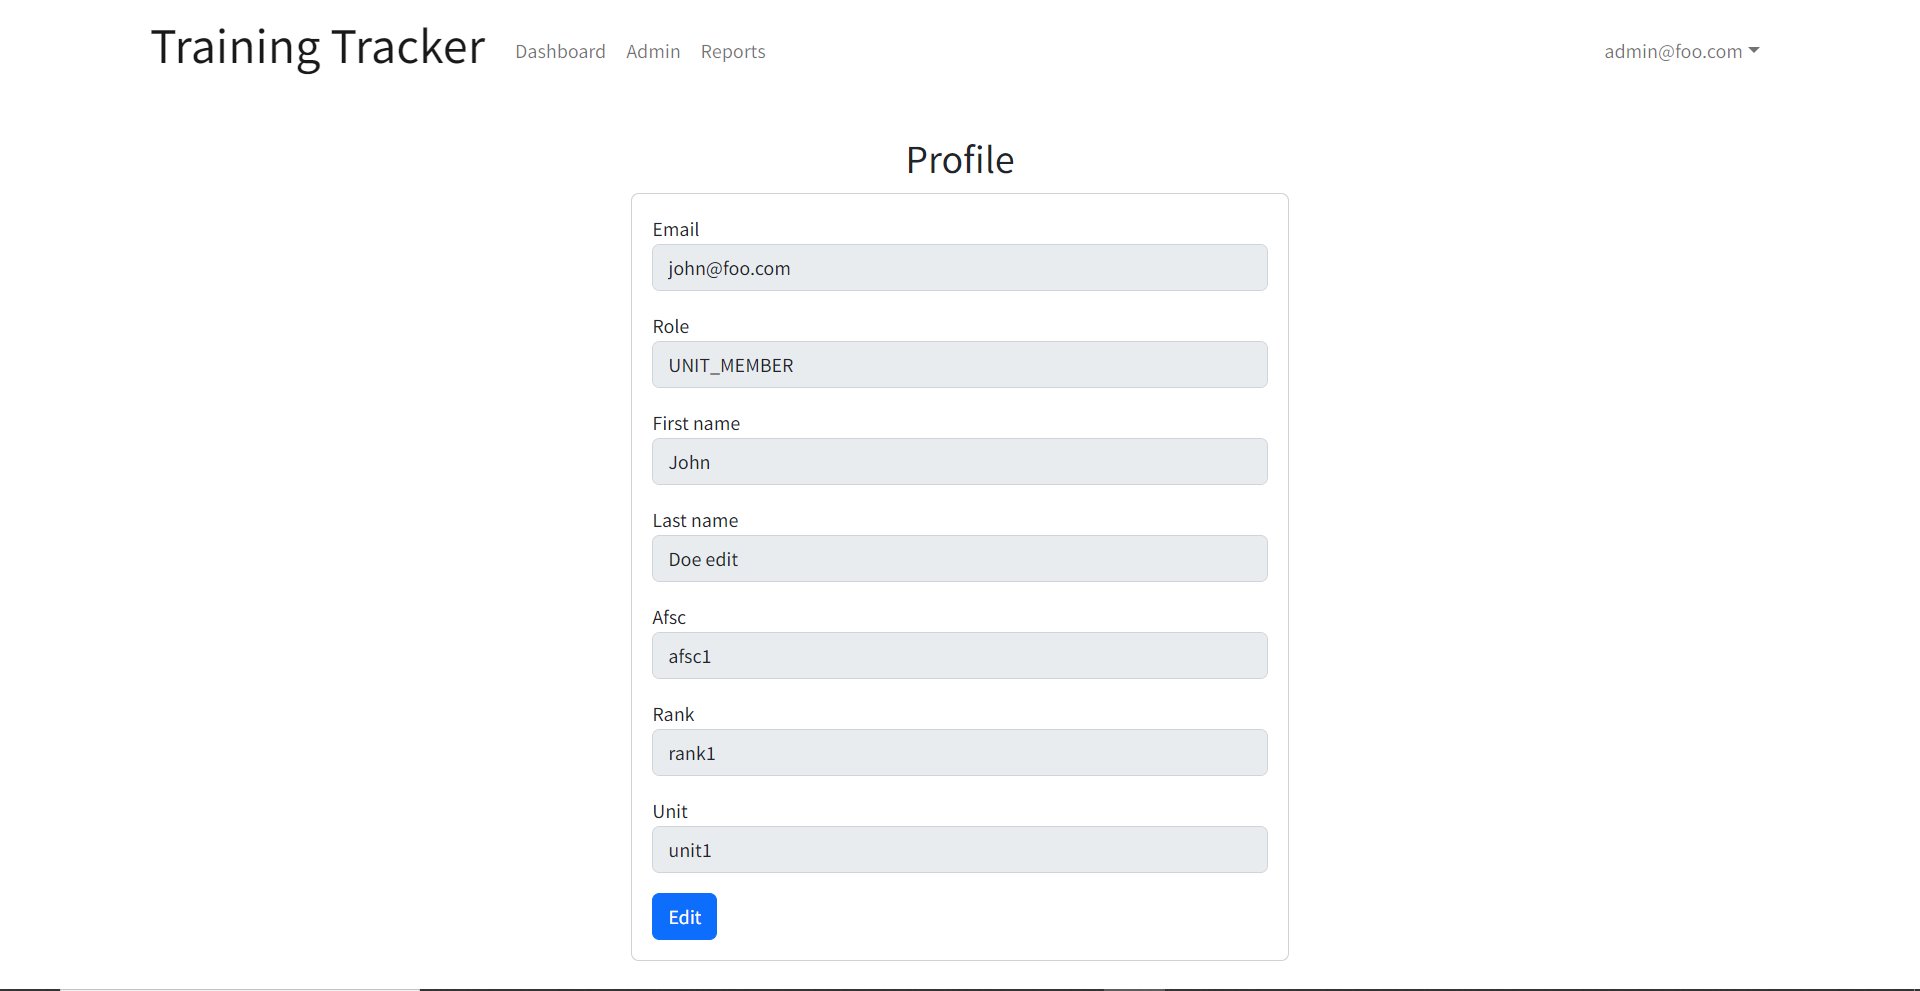 Training Tracker Dashboard Admin Reports admin@foo.com
Profile
Email
john@foo.com
Role
UNIT_MEMBER
First name
John
Last name
Doe edit
Afsc
afsc1
Rank
rank1
Unit
unit1
Edit